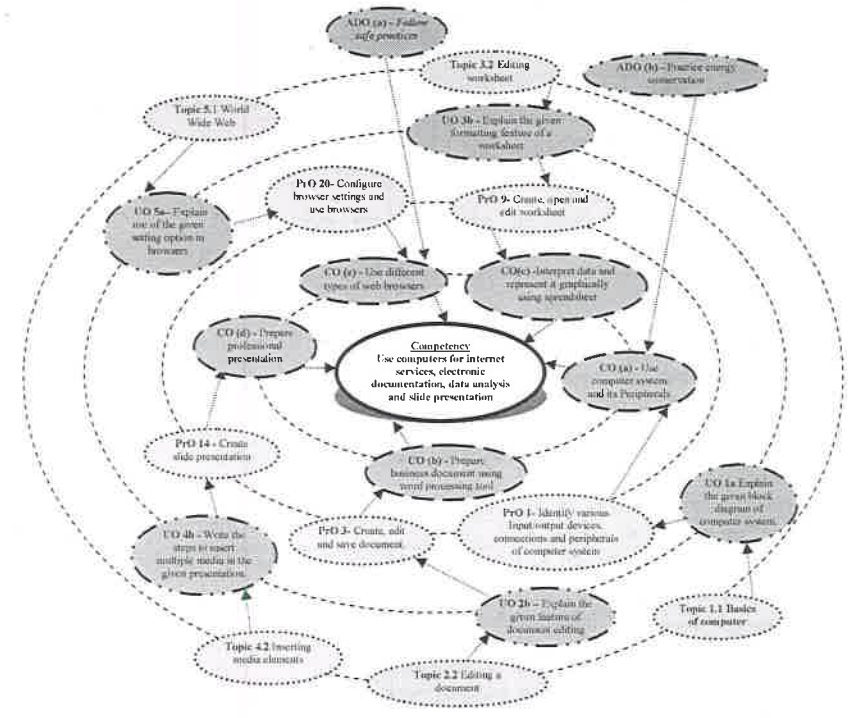 ADO (a) - Follow
safe practices
Topic 3.2 Editing
worksheet
ADO (b) - Practice energy
conservation
Topic 5.1 World
Wide Web
UO 3b - Explain the given
formatting feature of a
worksheet
PrO 20- Configure
browser settings and
use browsers
PrO 9- Create, open and
edit worksheet
UO 5a- Explain
use of the given
setting option in
browsers
CO (e) - Use different
types of web browsers
CO(c) -Interpret data and
represent it graphically
using spreadsheet
CO (d) - Prepare
professional
presentation
Competency
Use computers for internet
services, electronic
documentation, data analysis
and slide presentation
CO (a) - Use
computer system
and its Peripherals
PrO 14 - Create
slide presentation
CO (b) - Prepare
business document using
word processing tool
UO 1a Explain
the given block
diagram of
computer system.
PrO 1- Identify various
Input/output devices,
connections and peripherals
of computer system
PrO 3- Create, edit
and save document.
UO 4b - Write the
steps to insert
multiple media in the
given presentation.
UO 2b - Explain the
given feature of
document editing
Topic 1.1 Basics
of computer
Topic 4.2 Inserting
media elements
Topic 2.2 Editing a
document